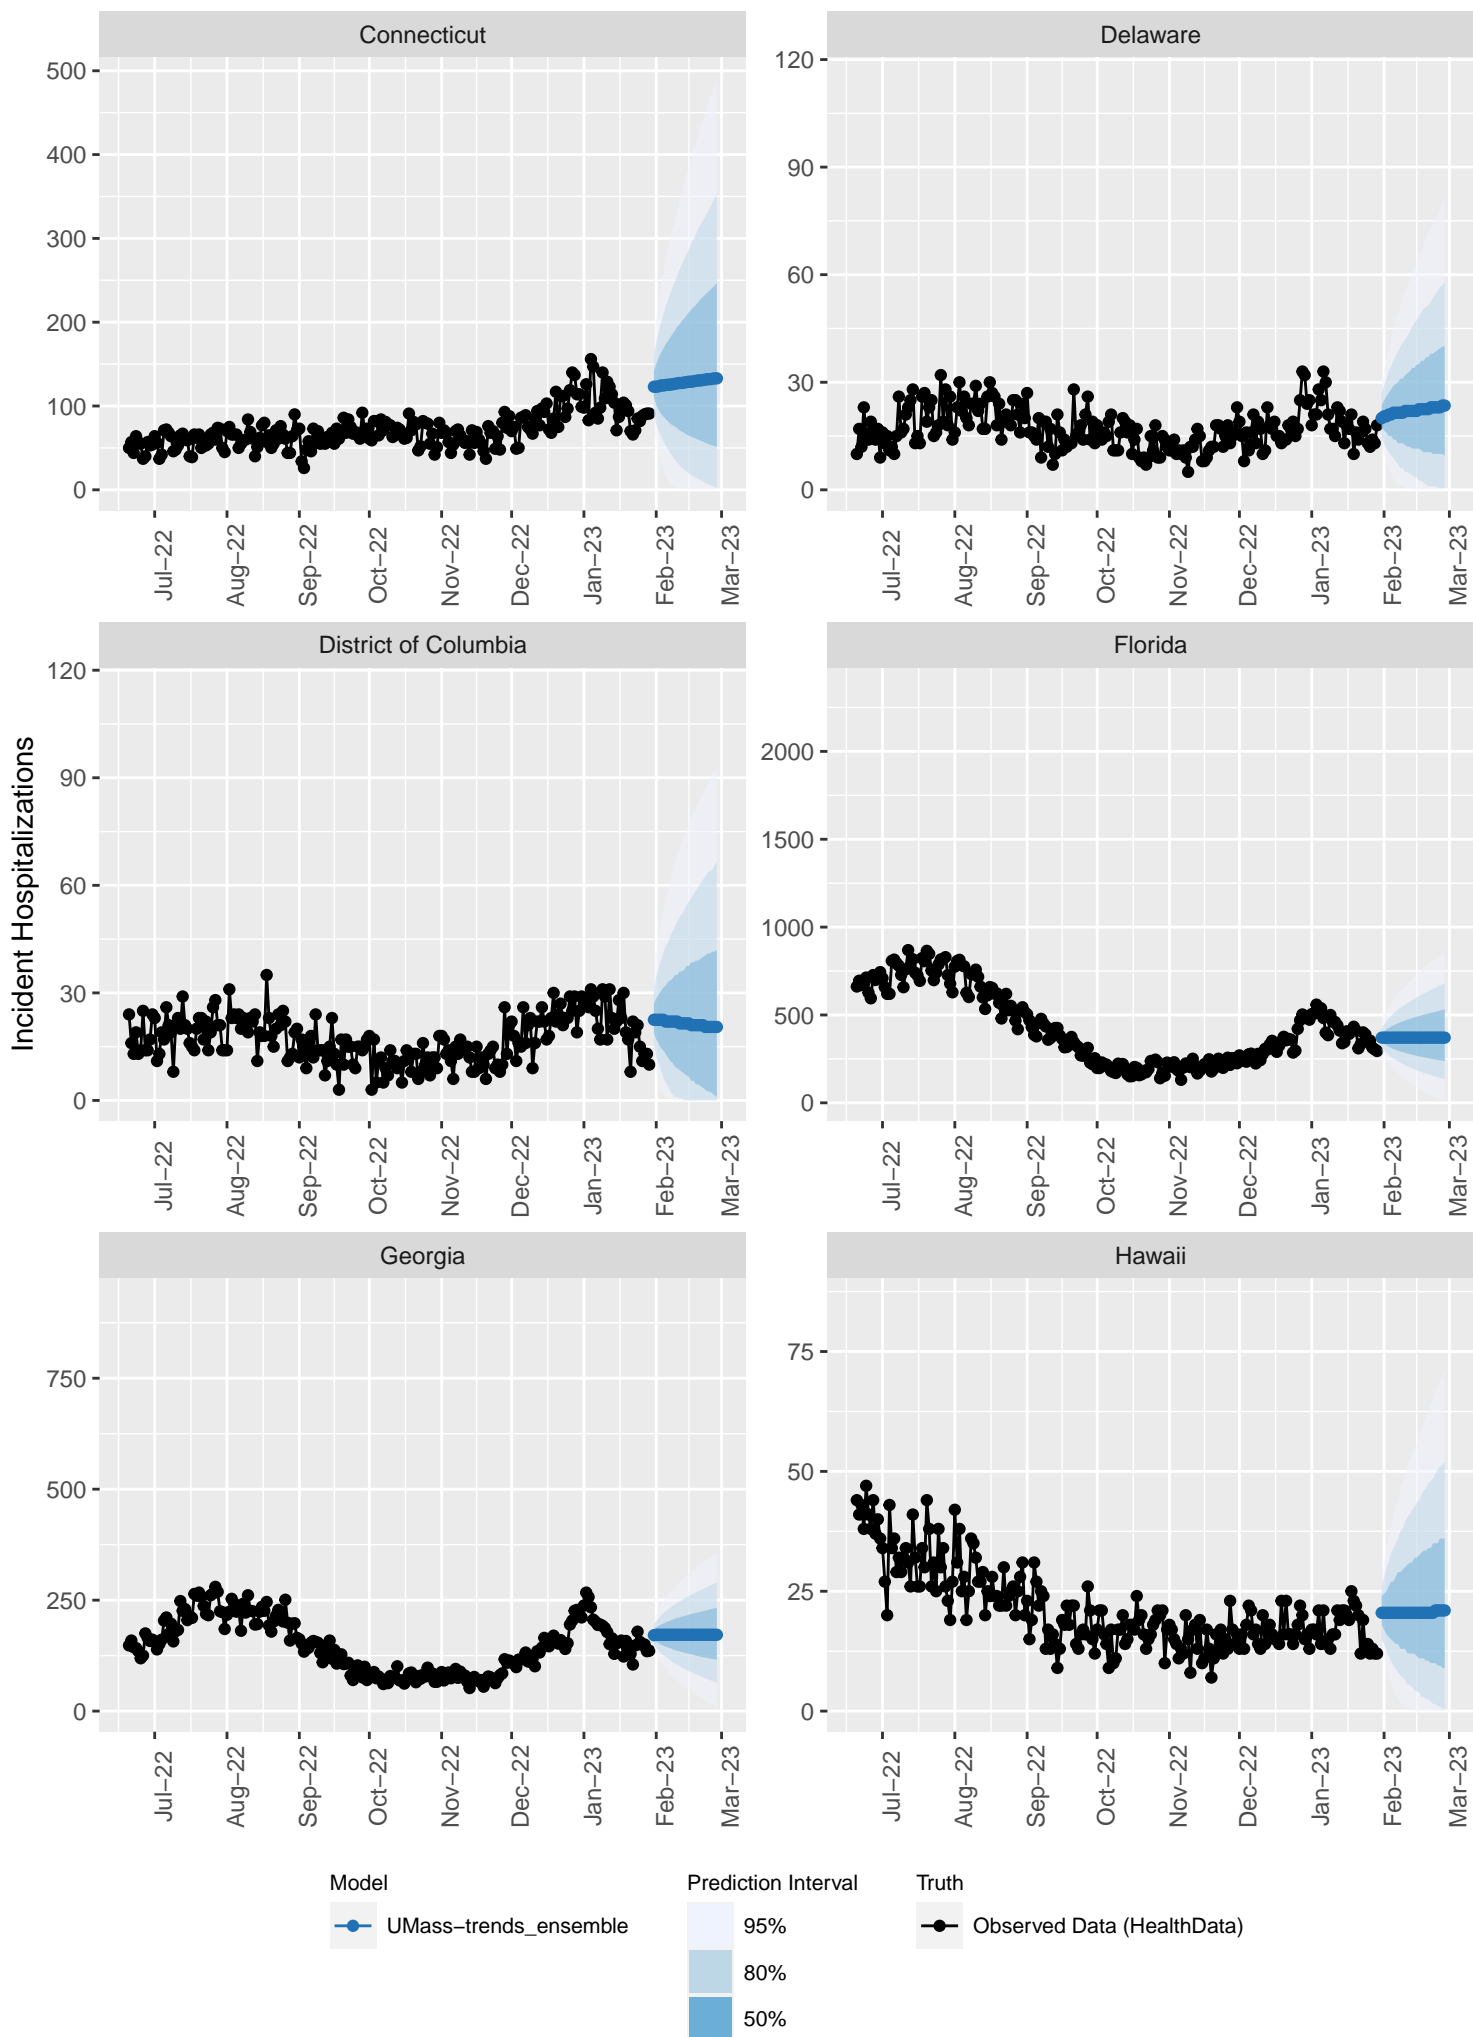 Connecticut
Delaware
500
400
300
200
100
0
120
90
60
30
0
Jul−22
Aug−22
Sep−22
Oct−22
Nov−22
Dec−22
Jan−23
Feb−23
Mar−23
Jul−22
Aug−22
Sep−22
Oct−22
Nov−22
Dec−22
Jan−23
Feb−23
Mar−23
District of Columbia
Florida
Incident Hospitalizations
120
90
60
30
0
2000
1500
1000
500
0
Jul−22
Aug−22
Sep−22
Oct−22
Nov−22
Dec−22
Jan−23
Feb−23
Mar−23
Jul−22
Aug−22
Sep−22
Oct−22
Nov−22
Dec−22
Jan−23
Feb−23
Mar−23
Georgia
Hawaii
750
500
250
0
75
50
25
0
Jul−22
Aug−22
Sep−22
Oct−22
Nov−22
Dec−22
Jan−23
Feb−23
Mar−23
Jul−22
Aug−22
Sep−22
Oct−22
Nov−22
Dec−22
Jan−23
Feb−23
Mar−23
Model
UMass−trends_ensemble
Prediction Interval
95%
80%
50%
Truth
Observed Data (HealthData)